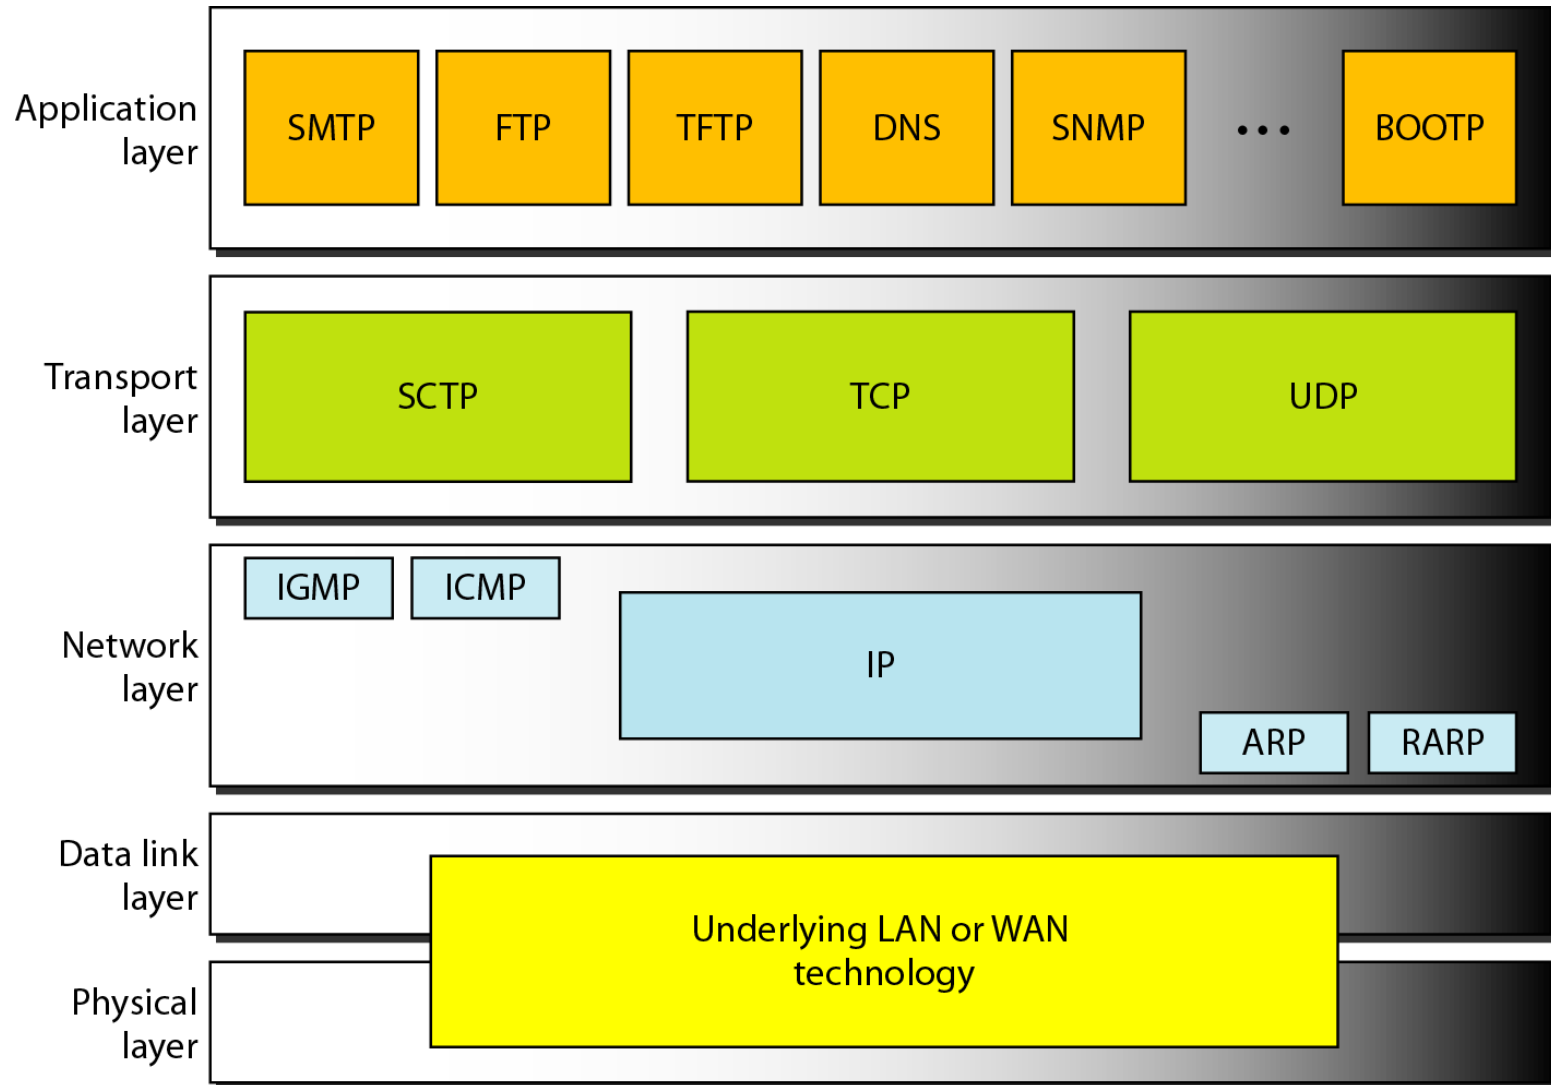 Application
layer
SMTP
FTP
TFTP
DNS
SNMP
...
BOOTP
Transport
layer
SCTP
TCP
UDP
Network
layer
IGMP
ICMP
IP
ARP
RARP
Data link
layer
Underlying LAN or WAN
technology
Physical
layer